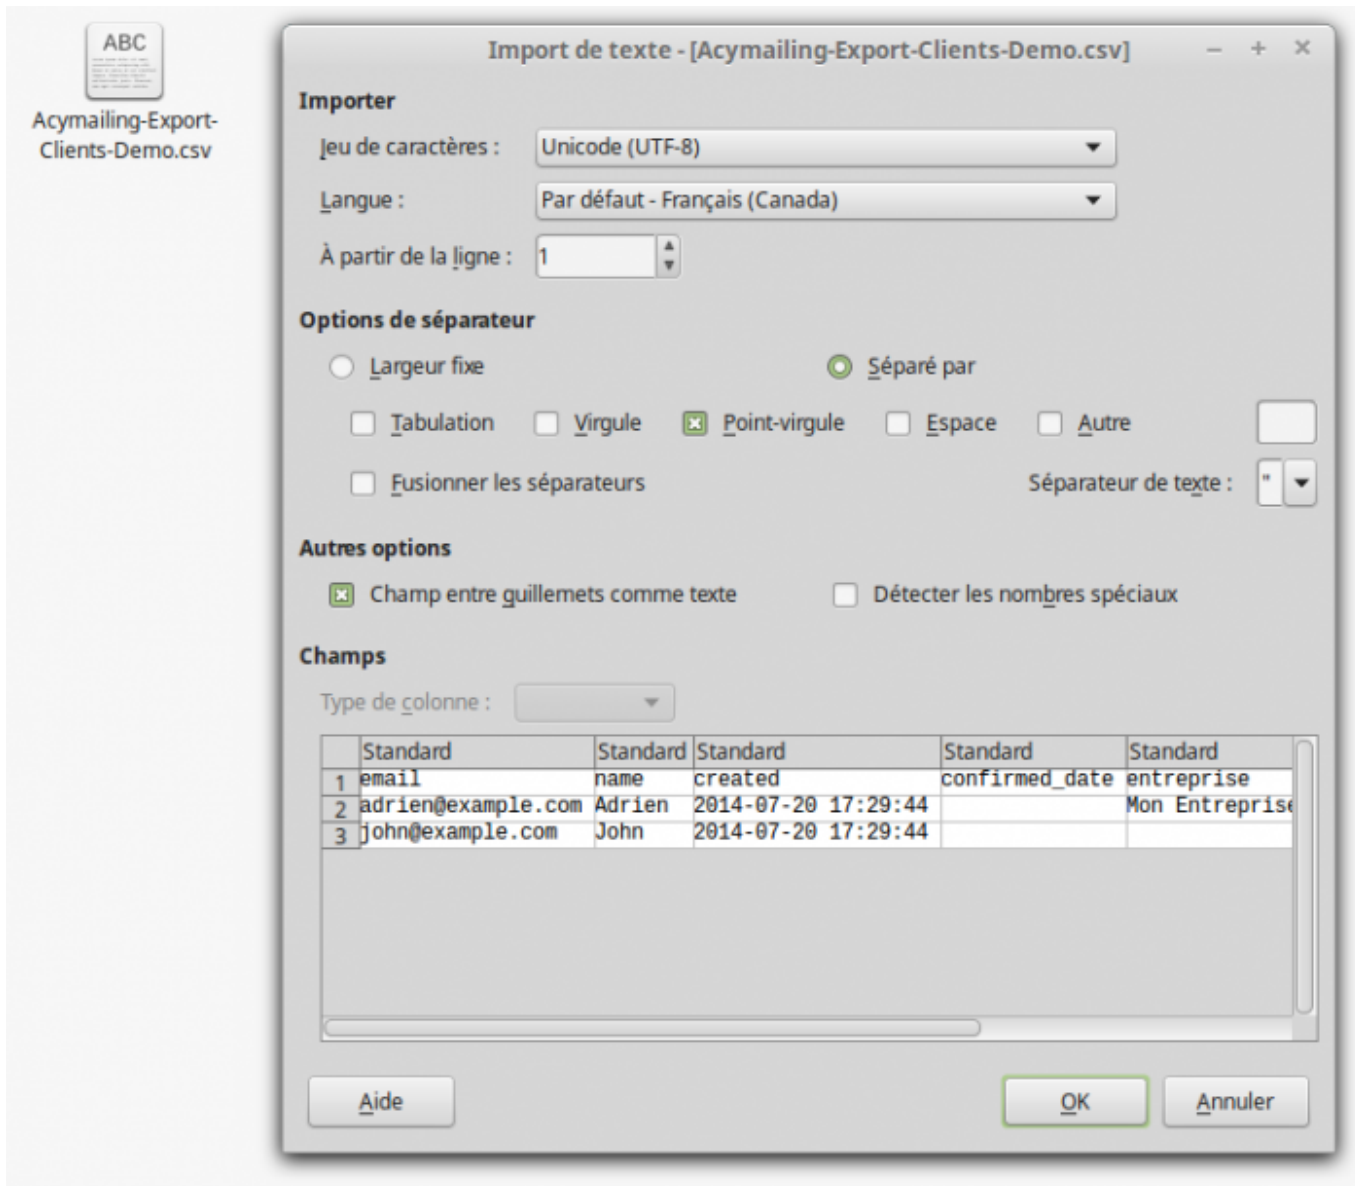 ABC
Acymailing-Export-
Clients-Demo.csv
Import de texte - [Acymailing-Export-Clients-Demo.csv]
Importer
Jeu de caractères : Unicode (UTF-8)
Langue : Par défaut - Français (Canada)
À partir de la ligne : 1
Options de séparateur
Largeur fixe Séparé par
Tabulation Virgule Point-virgule Espace Autre
Fusionner les séparateurs Séparateur de texte : "
Autres options
Champ entre guillemets comme texte Détecter les nombres spéciaux
Champs
Type de colonne :
Standard Standard Standard Standard Standard
1 email name created confirmed_date entreprise
2 adrien@example.com Adrien 2014-07-20 17:29:44 Mon Entreprise
3 john@example.com John 2014-07-20 17:29:44
Aide OK Annuler